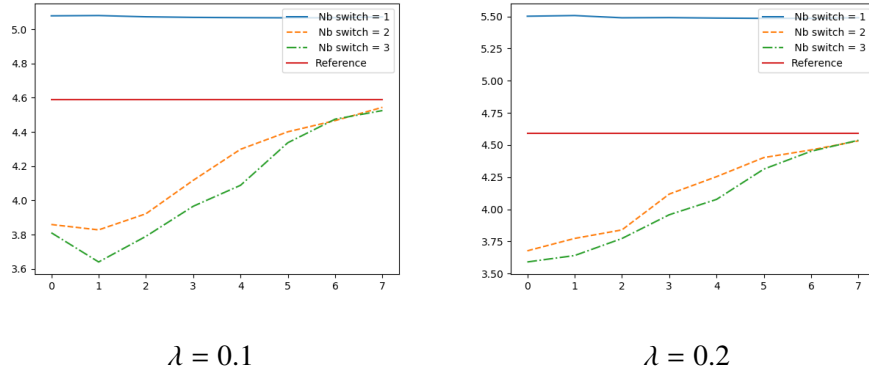 5.0
4.8
4.6
4.4
4.2
4.0
3.8
3.6
0 1 2 3 4 5 6 7
Nb switch = 1
Nb switch = 2
Nb switch = 3
Reference
λ = 0.1
5.50
5.25
5.00
4.75
4.50
4.25
4.00
3.75
3.50
0 1 2 3 4 5 6 7
Nb switch = 1
Nb switch = 2
Nb switch = 3
Reference
λ = 0.2